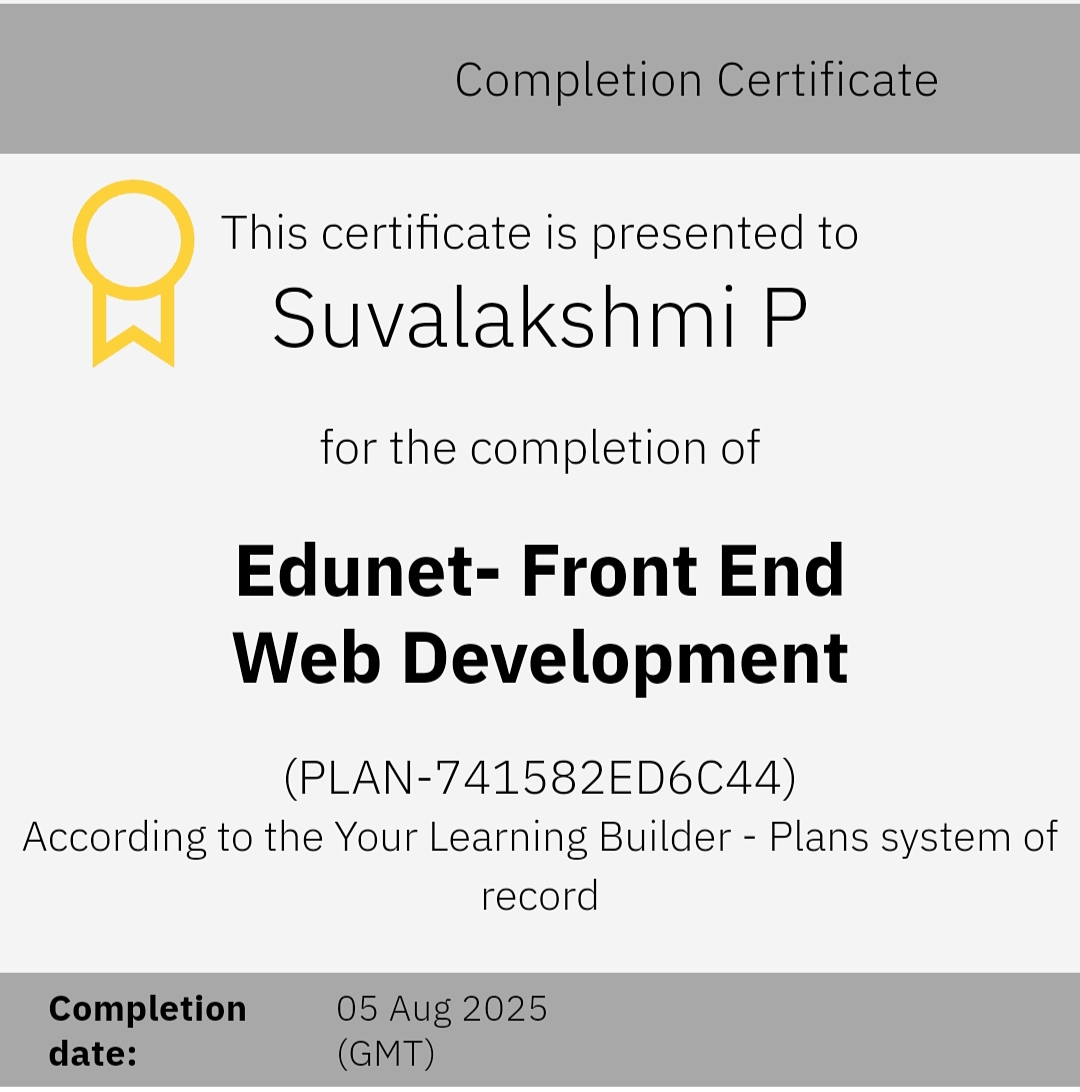 Completion Certificate
This certificate is presented to
Suvalakshmi P
for the completion of
Edunet- Front End
Web Development
(PLAN-741582ED6C44)
According to the Your Learning Builder - Plans system of
record
Completion
date:
05 Aug 2025
(GMT)